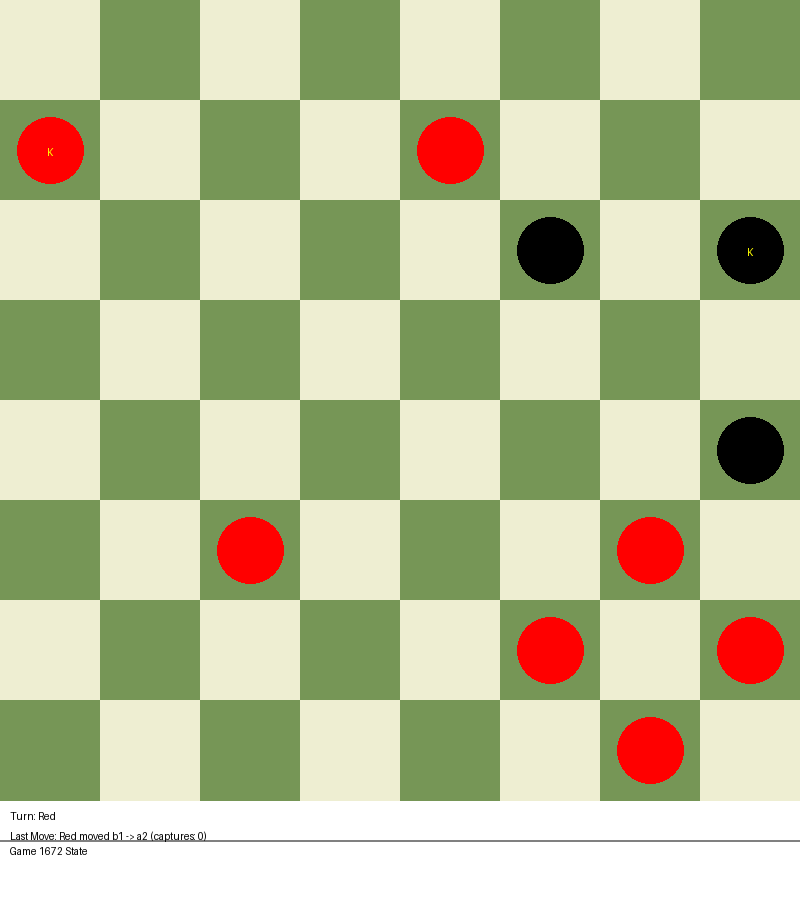 K
K
Turn: Red
Last Move: Red moved b1 -> a2 (captures: 0)
Game 1672 State